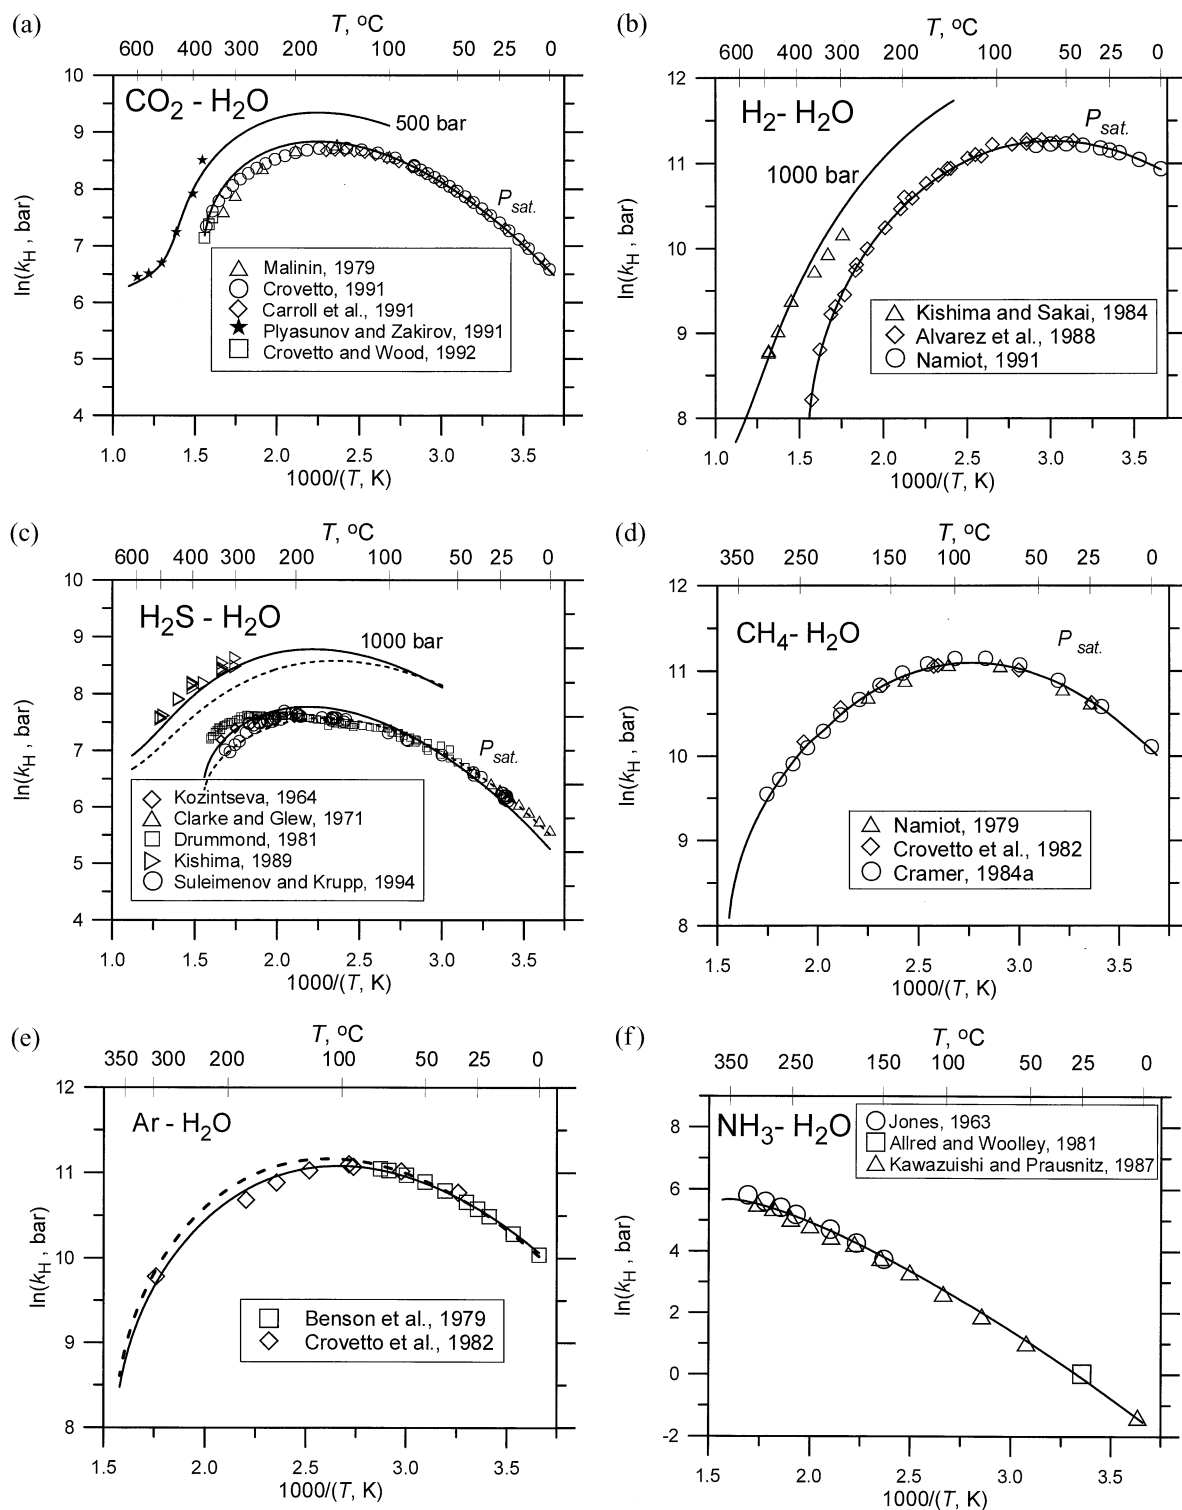 (a)
T, °C
600 500 400 300 200 100 50 25 0
CO2 - H2O
500 bar
Psat.
Malinin, 1979
Crovetto, 1991
Carroll et al., 1991
Plyasunov and Zakirov, 1991
Crovetto and Wood, 1992
ln(kH , bar)
10
9
8
7
6
5
4
1.0 1.5 2.0 2.5 3.0 3.5
1000/(T, K)
(b)
T, °C
600 500 400 300 200 100 50 25 0
H2- H2O
1000 bar
Psat.
Kishima and Sakai, 1984
Alvarez et al., 1988
Namiot, 1991
ln(kH , bar)
12
11
10
9
8
1.0 1.5 2.0 2.5 3.0 3.5
1000/(T, K)
(c)
T, °C
600 500 400 300 200 100 50 25 0
H2S - H2O
1000 bar
Psat.
Kozintseva, 1964
Clarke and Glew, 1971
Drummond, 1981
Kishima, 1989
Suleimenov and Krupp, 1994
ln(kH , bar)
10
9
8
7
6
5
4
1.0 1.5 2.0 2.5 3.0 3.5
1000/(T, K)
(d)
T, °C
350 250 150 100 50 25 0
CH4- H2O
Psat.
Namiot, 1979
Crovetto et al., 1982
Cramer, 1984a
ln(kH , bar)
12
11
10
9
8
1.5 2.0 2.5 3.0 3.5
1000/(T, K)
(e)
T, °C
350 300 200 100 50 25 0
Ar - H2O
Benson et al., 1979
Crovetto et al., 1982
ln(kH , bar)
12
11
10
9
8
1.5 2.0 2.5 3.0 3.5
1000/(T, K)
(f)
T, °C
350 250 150 100 50 25 0
NH3- H2O
Jones, 1963
Allred and Woolley, 1981
Kawazuishi and Prausnitz, 1987
ln(kH , bar)
8
6
4
2
0
-2
1.5 2.0 2.5 3.0 3.5
1000/(T, K)